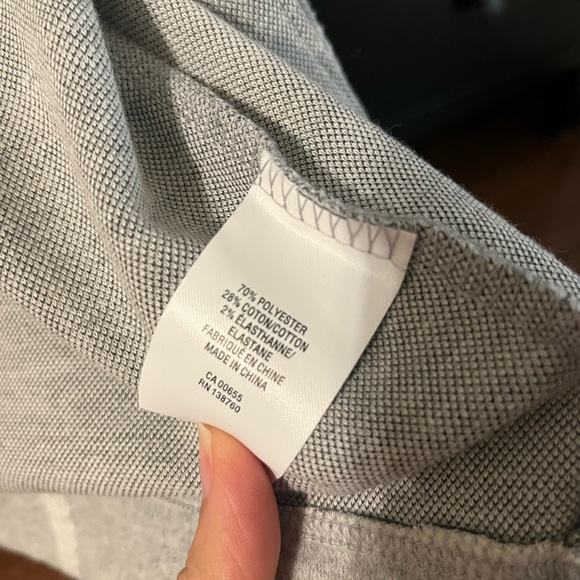 70% POLYESTER
28% COTON/COTTON
2% ÉLASTHANNE/
ELASTANE
FABRIQUÉ EN CHINE
MADE IN CHINA
CA 00655
RN 138760